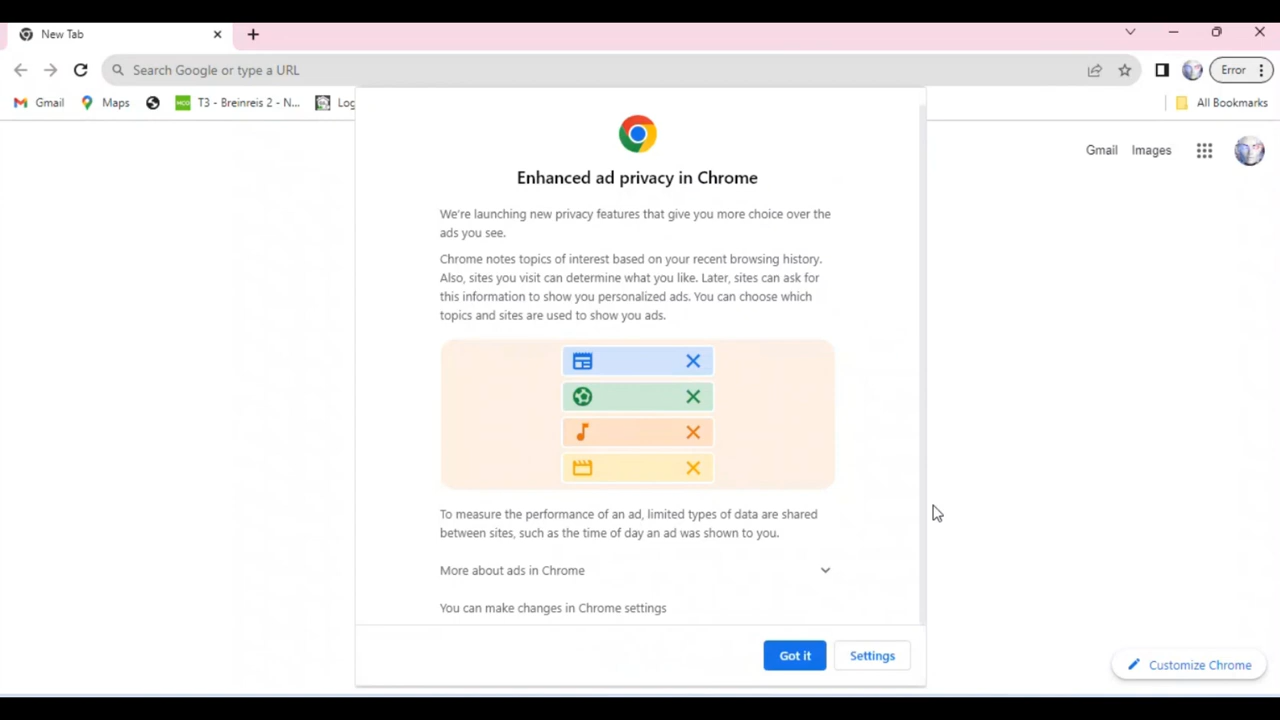 New Tab
Search Google or type a URL
Error
Gmail
Maps
T3 - Breinreis 2 - N...
Log
All Bookmarks
Gmail
Images
Enhanced ad privacy in Chrome
We're launching new privacy features that give you more choice over the
ads you see.
Chrome notes topics of interest based on your recent browsing history.
Also, sites you visit can determine what you like. Later, sites can ask for
this information to show you personalized ads. You can choose which
topics and sites are used to show you ads.
To measure the performance of an ad, limited types of data are shared
between sites, such as the time of day an ad was shown to you.
More about ads in Chrome
You can make changes in Chrome settings
Got it
Settings
Customize Chrome